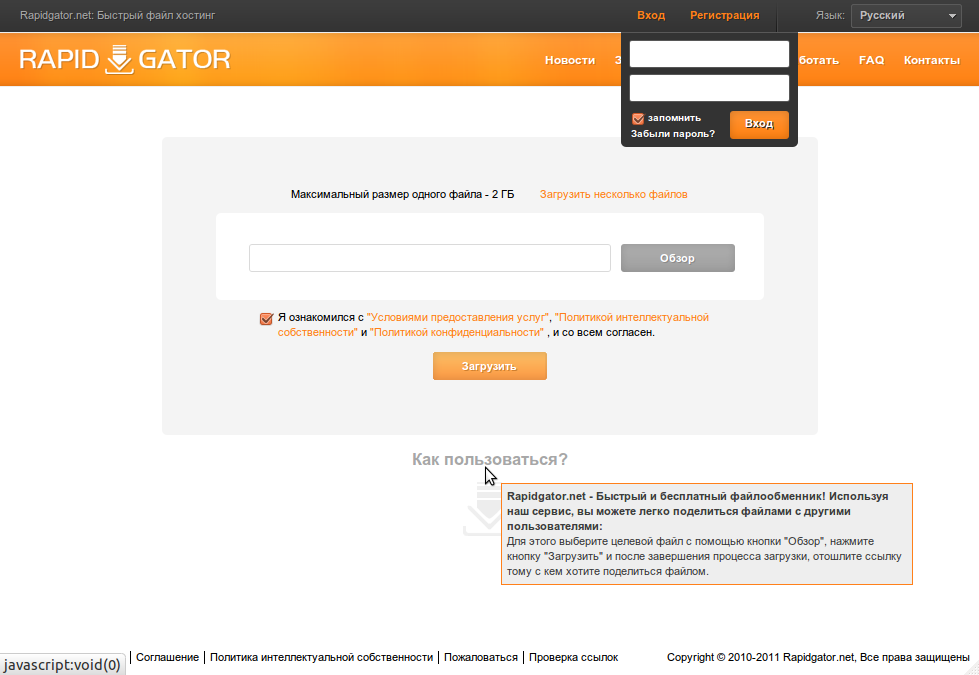 Rapidgator.net: Быстрый файл хостинг
Вход
Регистрация
Язык:
Русский
RAPID GATOR
Новости
FAQ
Контакты
запомнить
Забыли пароль?
Вход
Максимальный размер одного файла - 2 ГБ
Загрузить несколько файлов
Обзор
Я ознакомился с "Условиями предоставления услуг", "Политикой интеллектуальной
собственности" и "Политикой конфиденциальности" , и со всем согласен.
Загрузить
Как пользоваться?
Rapidgator.net - Быстрый и бесплатный файлообменник! Используя
наш сервис, вы можете легко поделиться файлами с другими
пользователями:
Для этого выберите целевой файл с помощью кнопки "Обзор", нажмите
кнопку "Загрузить" и после завершения процесса загрузки, отошлите ссылку
тому с кем хотите поделиться файлом.
javascript:void(0)
Соглашение
Политика интеллектуальной собственности
Пожаловаться
Проверка ссылок
Copyright © 2010-2011 Rapidgator.net, Все права защищены